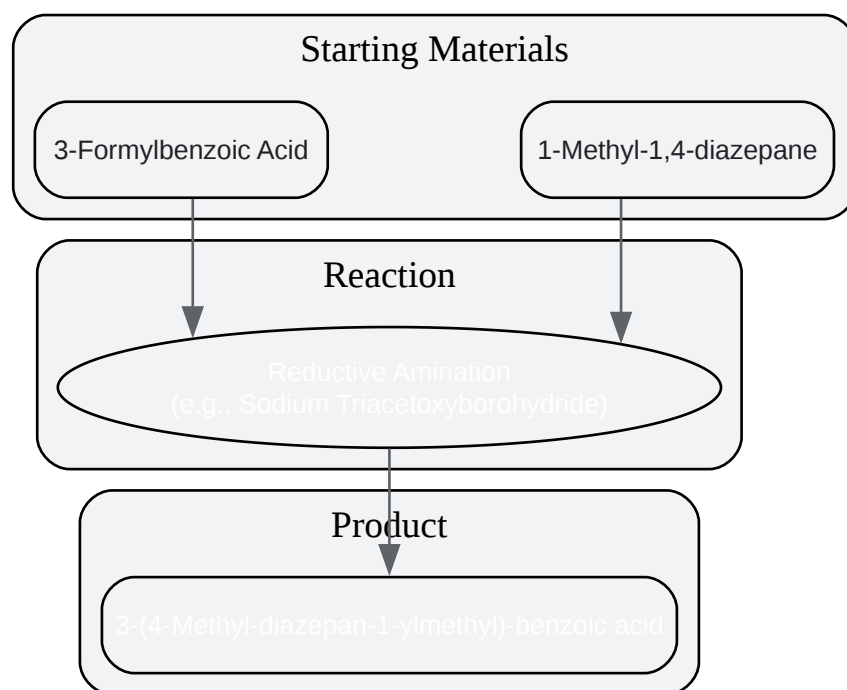 Starting Materials
3-Formylbenzoic Acid
1-Methyl-1,4-diazepane
Reaction
Reductive Amination
(e.g., Sodium Triacetoxyborohydride)
Product
3-(4-Methyl-diazepan-1-ylmethyl)-benzoic acid